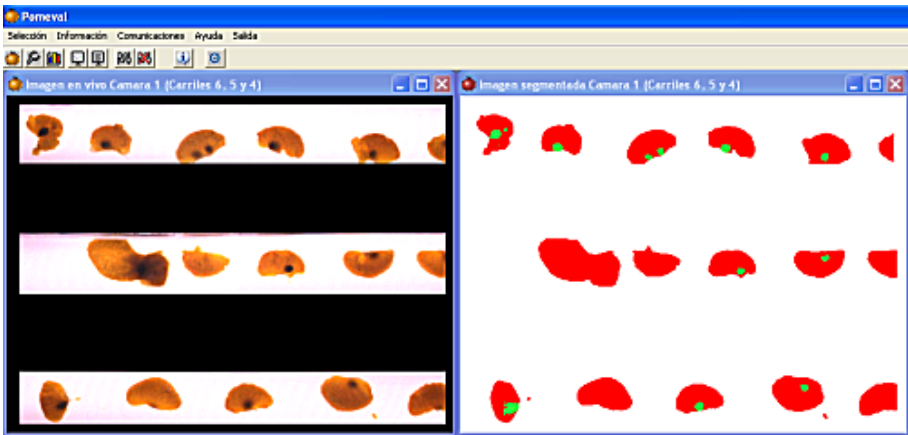 Pomeval
Selección Información Comunicaciones Ayuda Salida
Imagen en vivo Camara 1 (Carriles 6, 5 y 4)
Imagen segmentada Camara 1 (Carriles 6, 5 y 4)